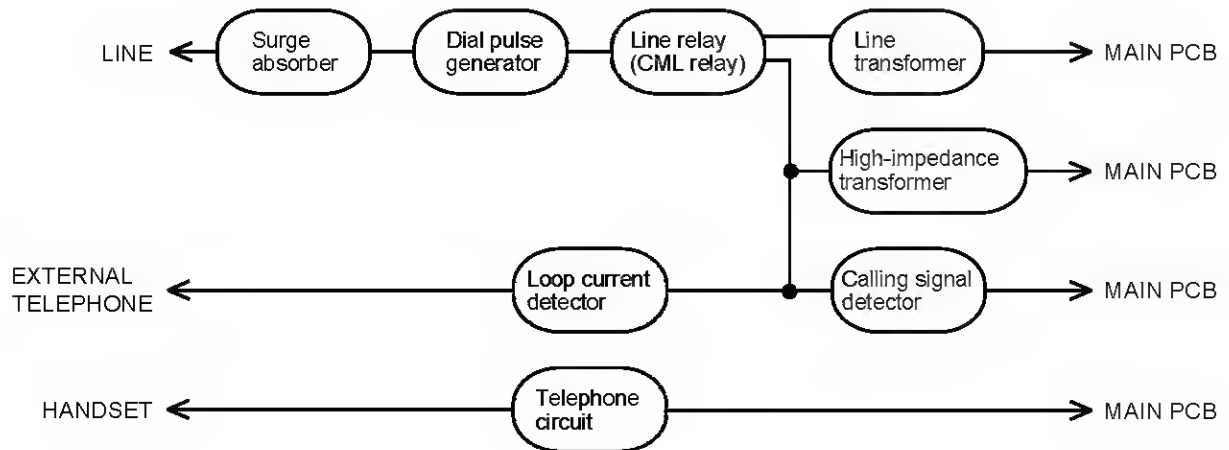 LINE
Surge
absorber
Dial pulse
generator
Line relay
(CML relay)
Line
transformer
MAIN PCB
High-impedance
transformer
MAIN PCB
EXTERNAL
TELEPHONE
Loop current
detector
Calling signal
detector
MAIN PCB
HANDSET
Telephone
circuit
MAIN PCB